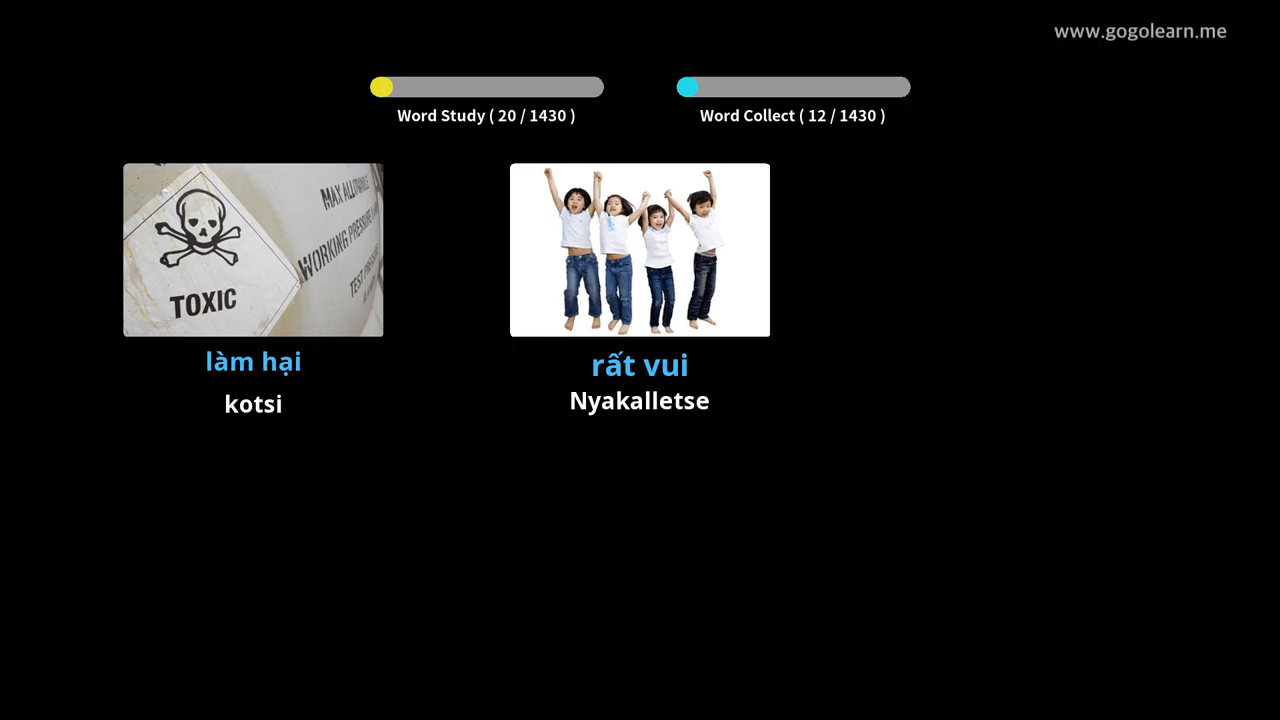 www.gogolearn.me
Word Study ( 20 / 1430 )
Word Collect ( 12 / 1430 )
MAX ALLOWABLE
WORKING PRESSURE
TEST
TOXIC
làm hại
kotsi
rất vui
Nyakalletse